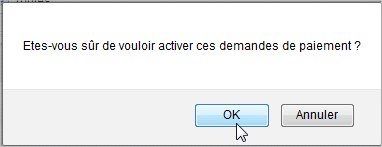 Etes-vous sûr de vouloir activer ces demandes de paiement ?
OK
Annuler